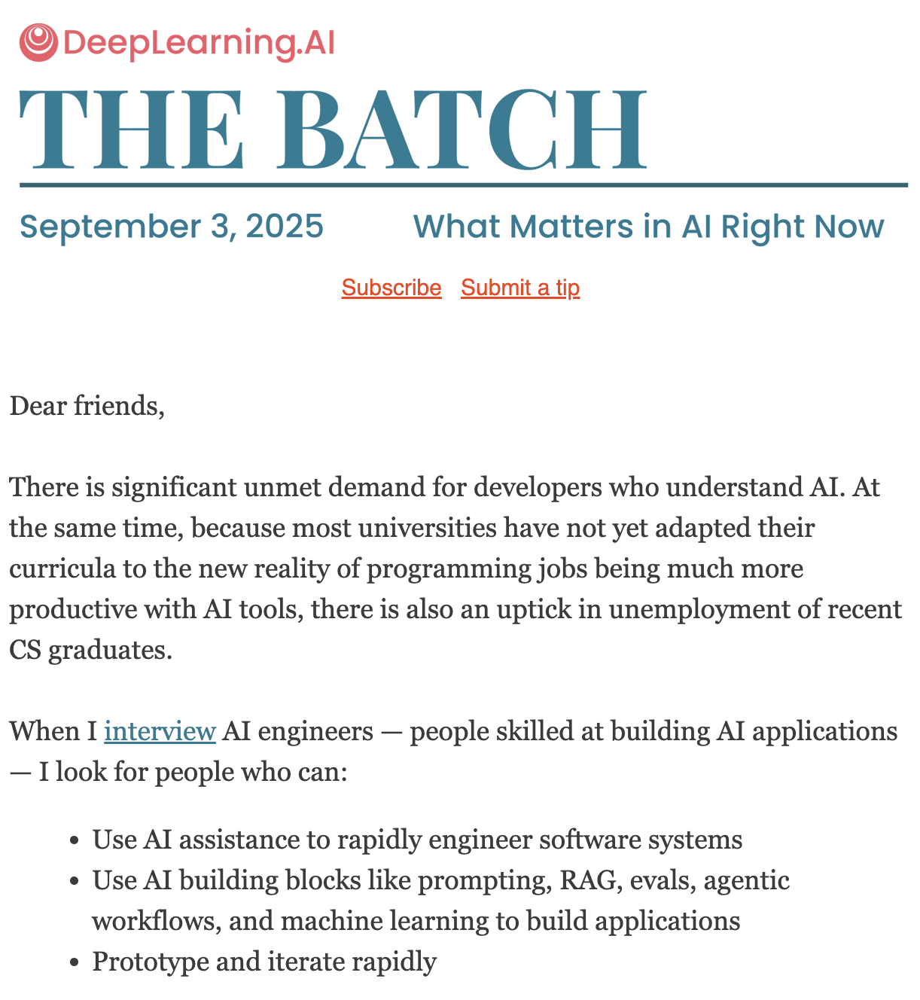 DeepLearning.AI
THE BATCH
September 3, 2025 What Matters in AI Right Now
Subscribe Submit a tip
Dear friends,
There is significant unmet demand for developers who understand AI. At
the same time, because most universities have not yet adapted their
curricula to the new reality of programming jobs being much more
productive with AI tools, there is also an uptick in unemployment of recent
CS graduates.
When I interview AI engineers — people skilled at building AI applications
— I look for people who can:
• Use AI assistance to rapidly engineer software systems
• Use AI building blocks like prompting, RAG, evals, agentic
workflows, and machine learning to build applications
• Prototype and iterate rapidly